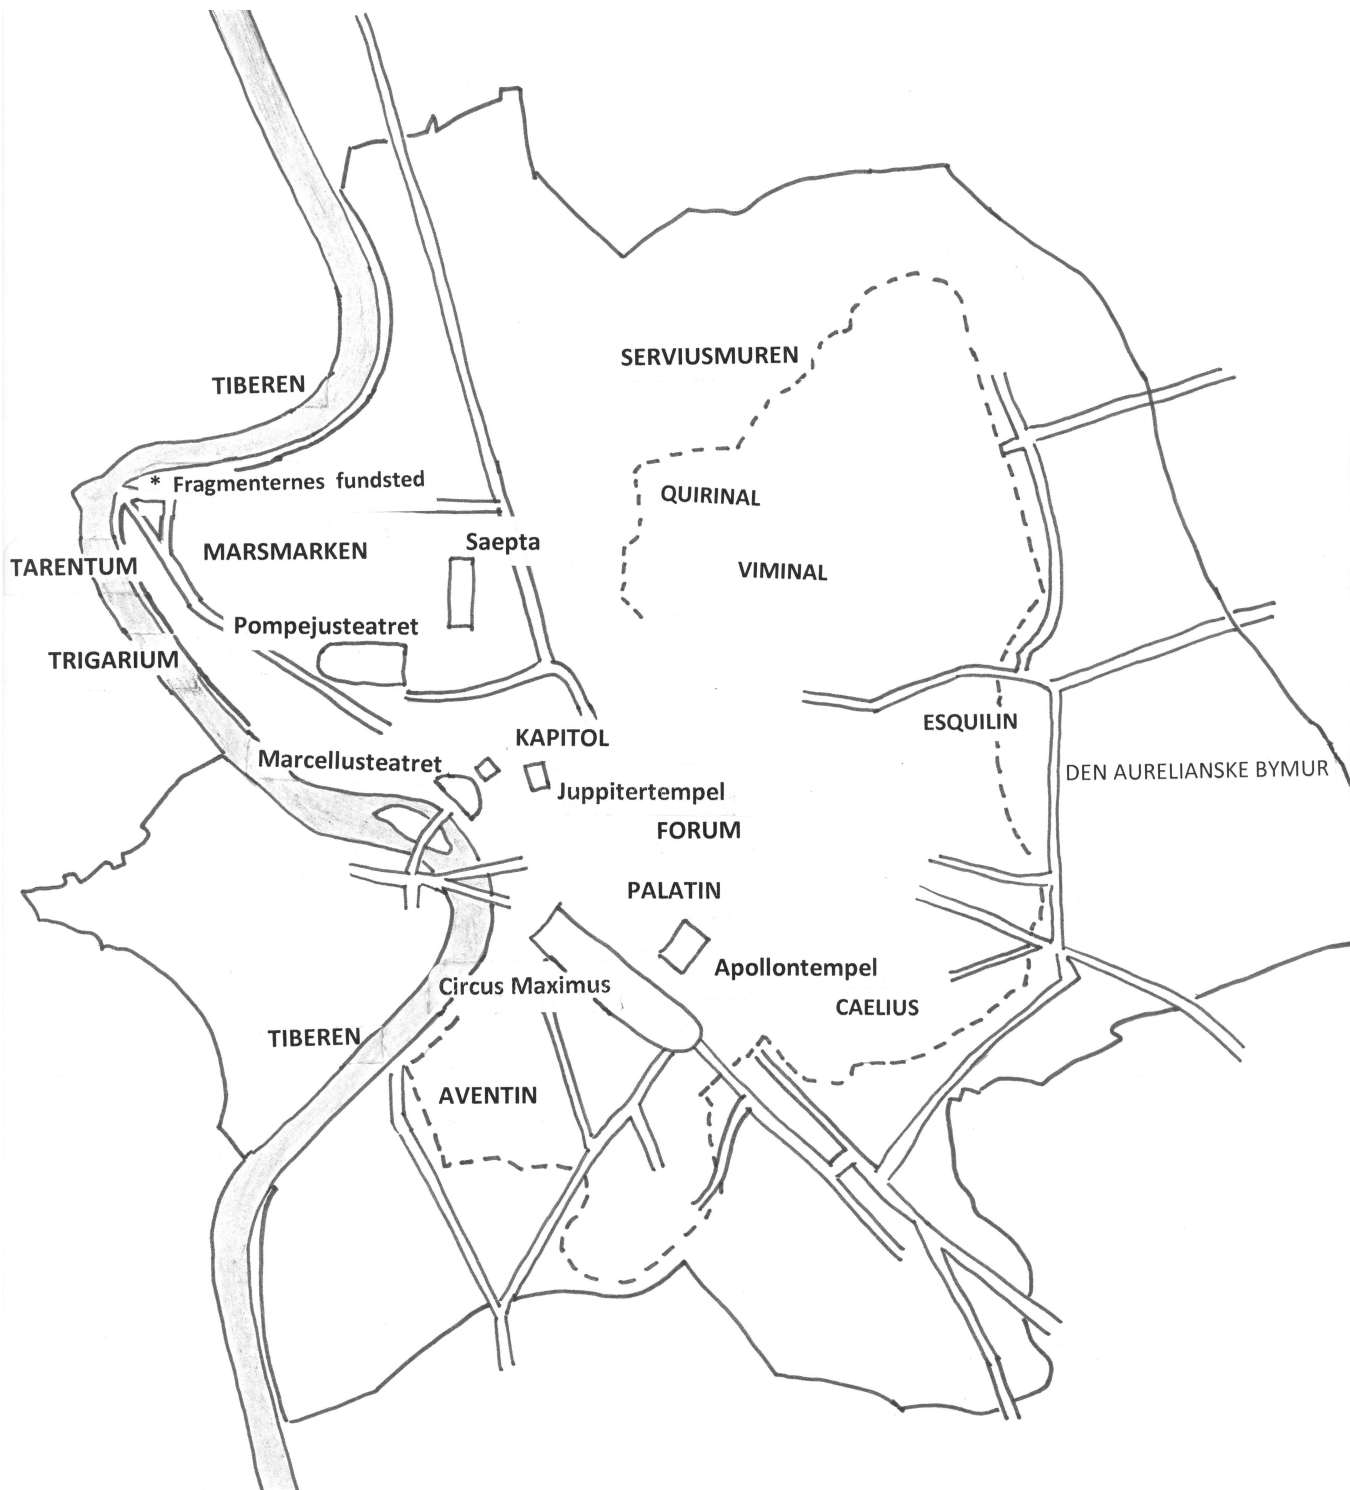 SERVIUSMUREN
TIBEREN
* Fragmenternes fundsted
QUIRINAL
Saepta
MARSMARKEN
TARENTUM
VIMINAL
Pompejusteatret
TRIGARIUM
ESQUILIN
KAPITOL
Marcellusteatret
DEN AURELIANSKE BYMUR
Juppitertempel
FORUM
PALATIN
Apollontempel
Circus Maximus
CAELIUS
TIBEREN
AVENTIN